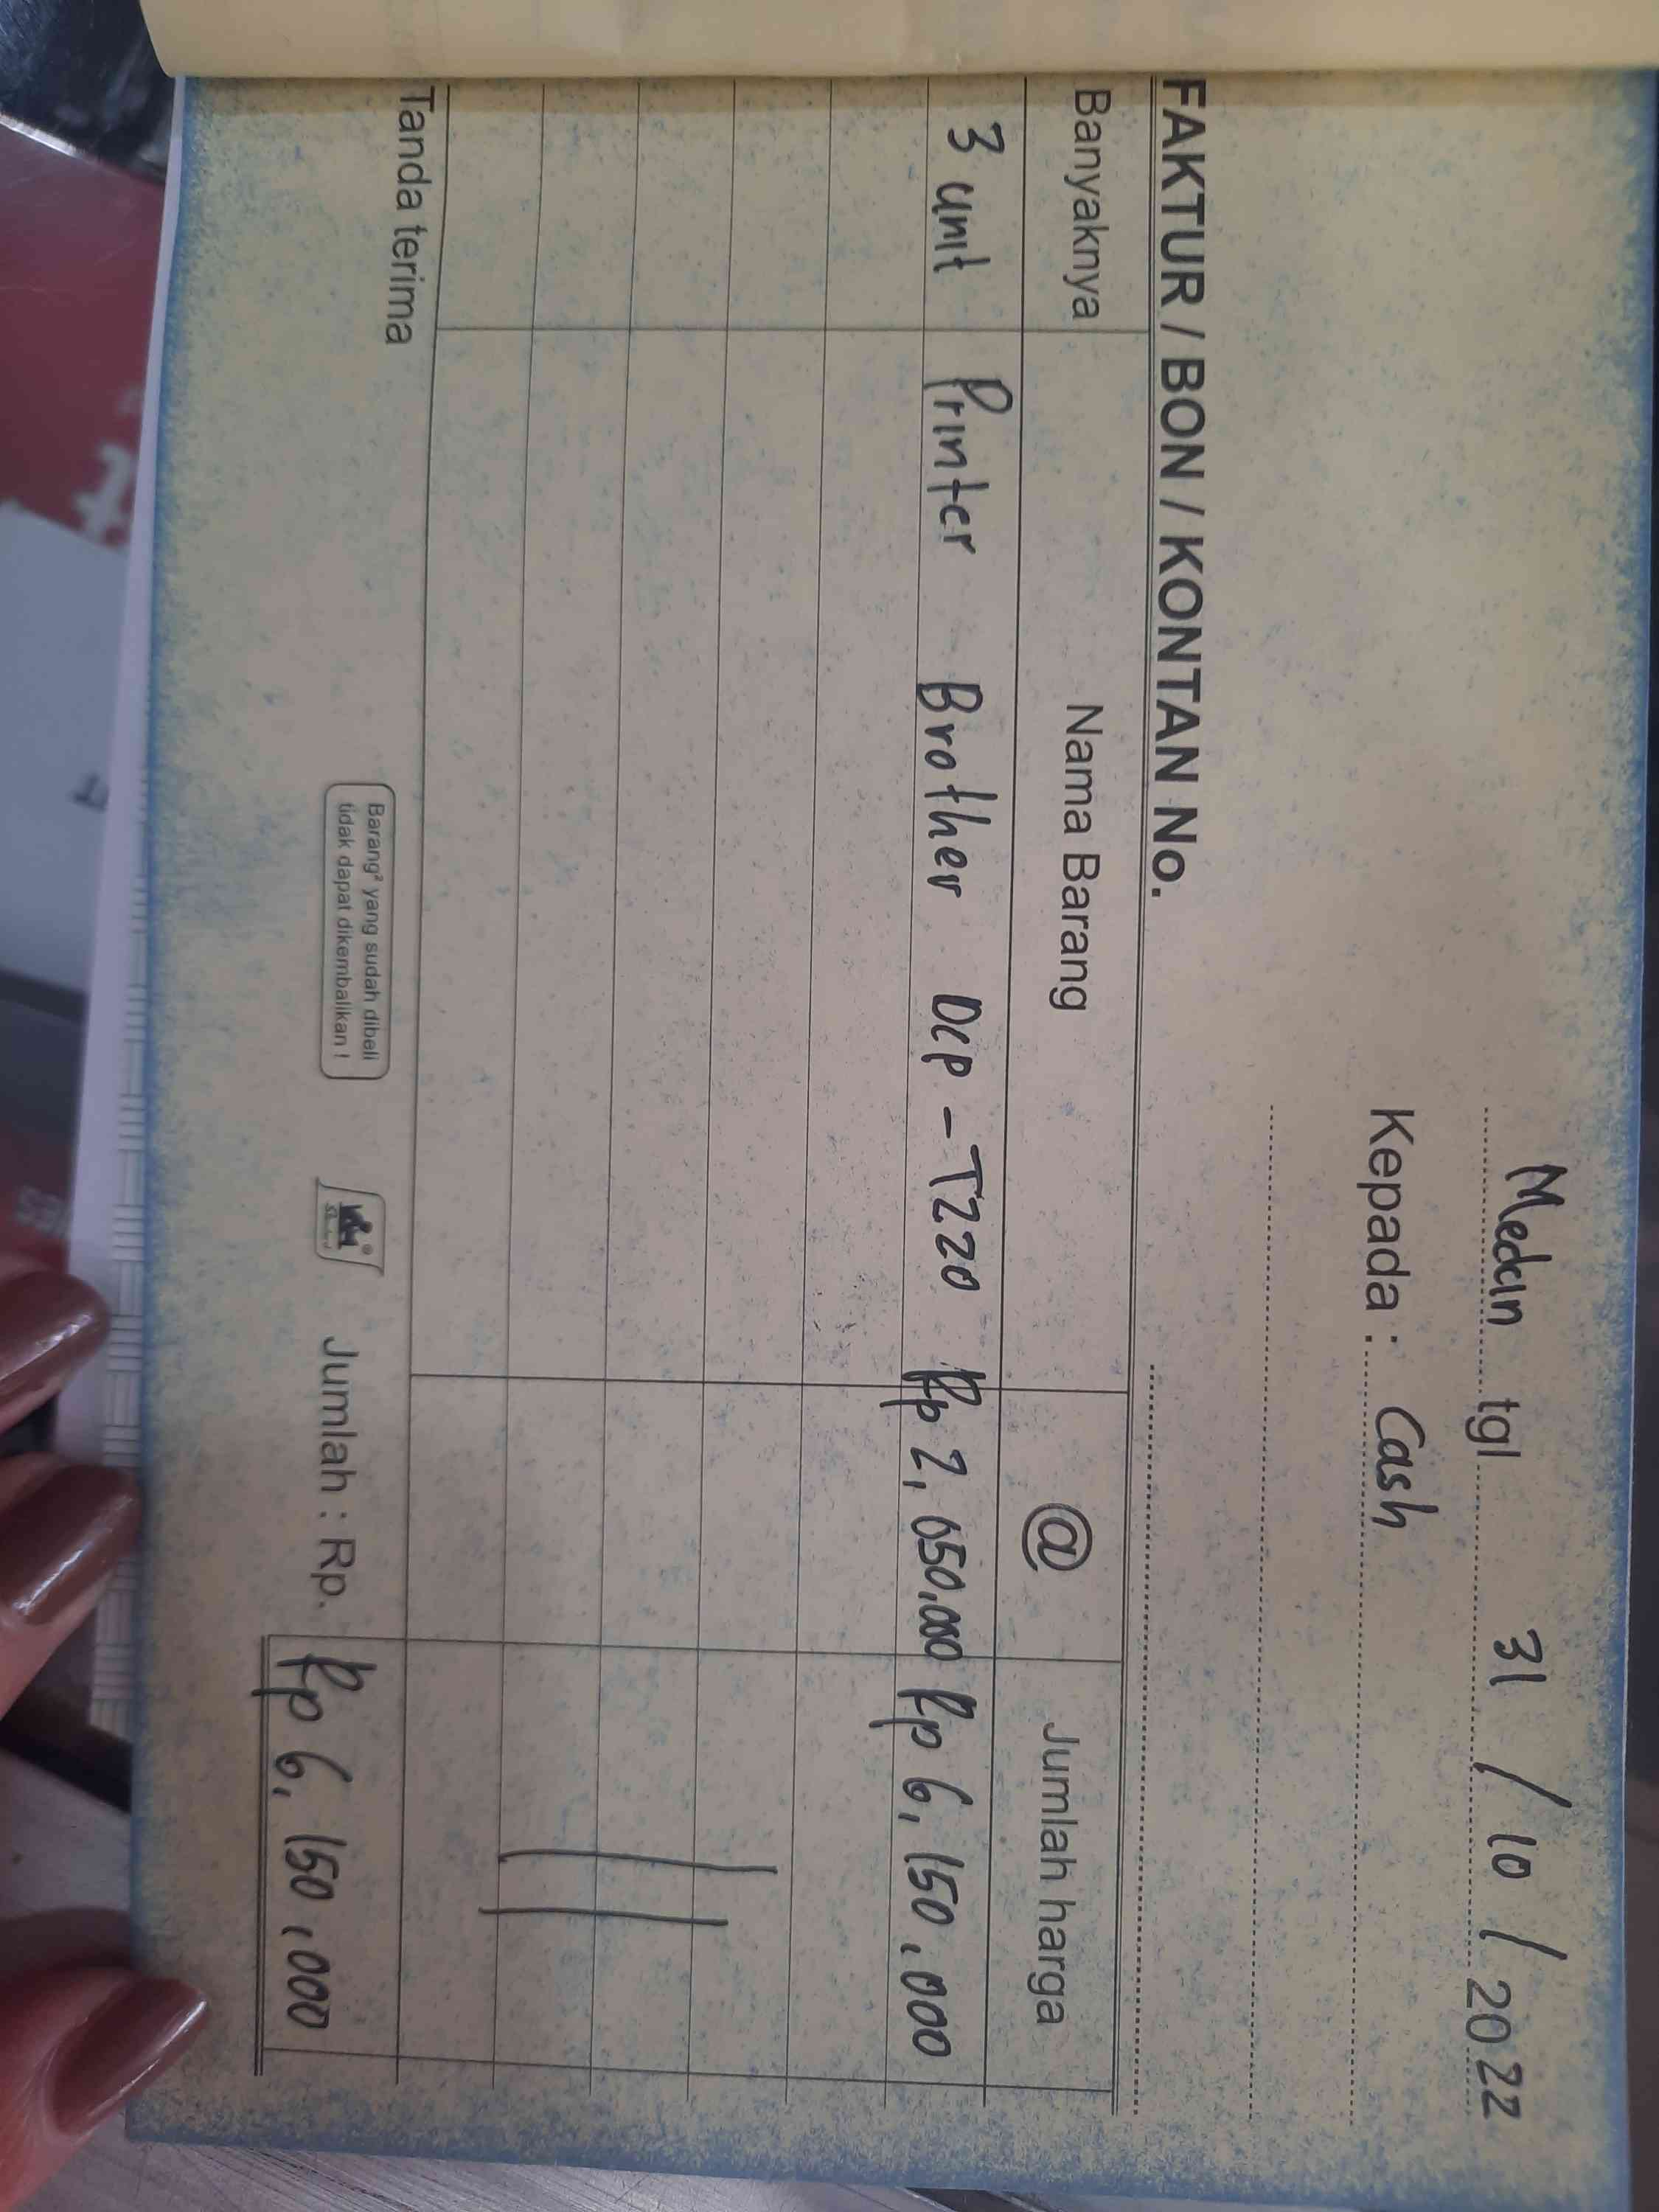 Medan tgl 31 / 10 / 2022
Kepada : Cash
FAKTUR / BON / KONTAN No.
Banyaknya Nama Barang @ Jumlah harga
3 unit Printer Brother DCP - T220 Rp 2,050.000 Rp 6,150.000
Tanda terima
Barang² yang sudah dibeli
tidak dapat dikembalikan !
Jumlah : Rp. Rp 6,150.000